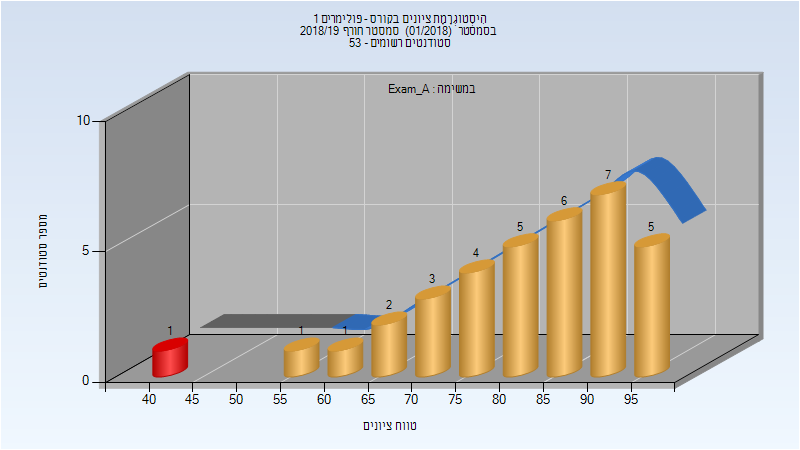 היסטוגרמת ציונים בקורס - פולימרים 1
בסמסטר  (01/2018)  סמסטר חורף 2018/19
סטודנטים רשומים - 53
במשימה : Exam_A
מספר סטודנטים
10
5
0
1
1
1
2
3
4
5
6
7
5
40 45 50 55 60 65 70 75 80 85 90 95
טווח ציונים